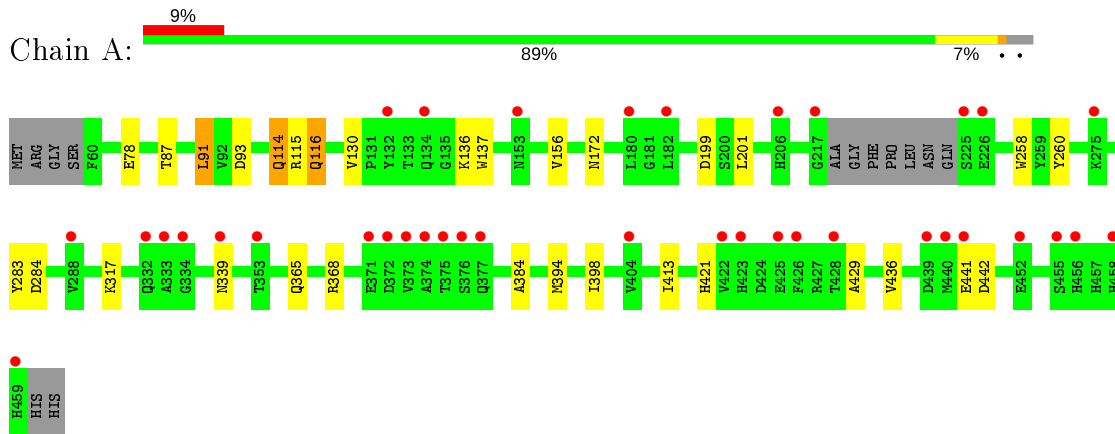 9%
Chain A:
89% 7% • •
MET ARG GLY SER F60 E78 T87 L91 V92 D93 Q114 R115 Q116 V130 P131 Y132 T133 Q134 G135 K136 W137 N153 V156 N172 L180 G181 L182 D199 S200 L201 H206 G217 ALA GLY PHE PRO LEU ASN GLN S225 E226 W258 Y259 Y260 K275
Y283 D284 V288 K317 Q332 A333 G334 N339 T353 Q365 R368 E371 D372 V373 A374 T375 S376 Q377 A384 M394 I398 V404 I413 H421 V422 H423 D424 E425 F426 R427 T428 A429 V436 D439 M440 E441 D442 E452 S455 H456 H457 H458
H459 HIS HIS